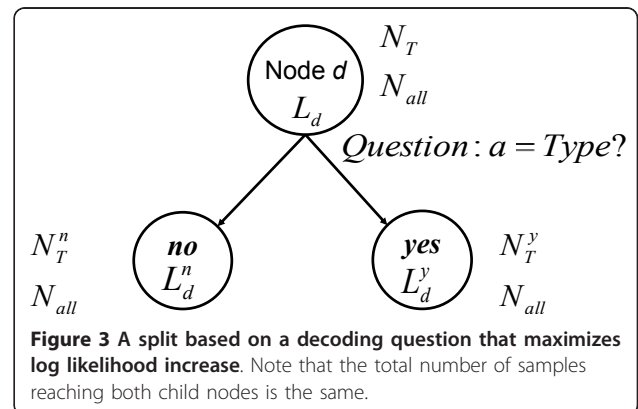 N_T
Node d
N_all
L_d
Question: a = Type?
N_T^n no yes N_T^y
L_d^n L_d^y
N_all N_all
Figure 3 A split based on a decoding question that maximizes
log likelihood increase. Note that the total number of samples
reaching both child nodes is the same.